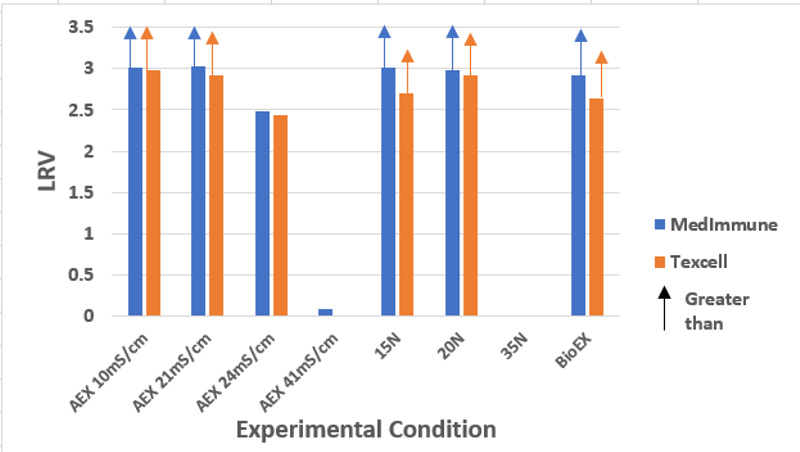 3.5
3
2.5
2
1.5
1
0.5
0
LRV
AEX 10mS/cm
AEX 21mS/cm
AEX 24mS/cm
AEX 41mS/cm
15N
20N
35N
BioEX
Experimental Condition
MedImmune
Texcell
Greater
than